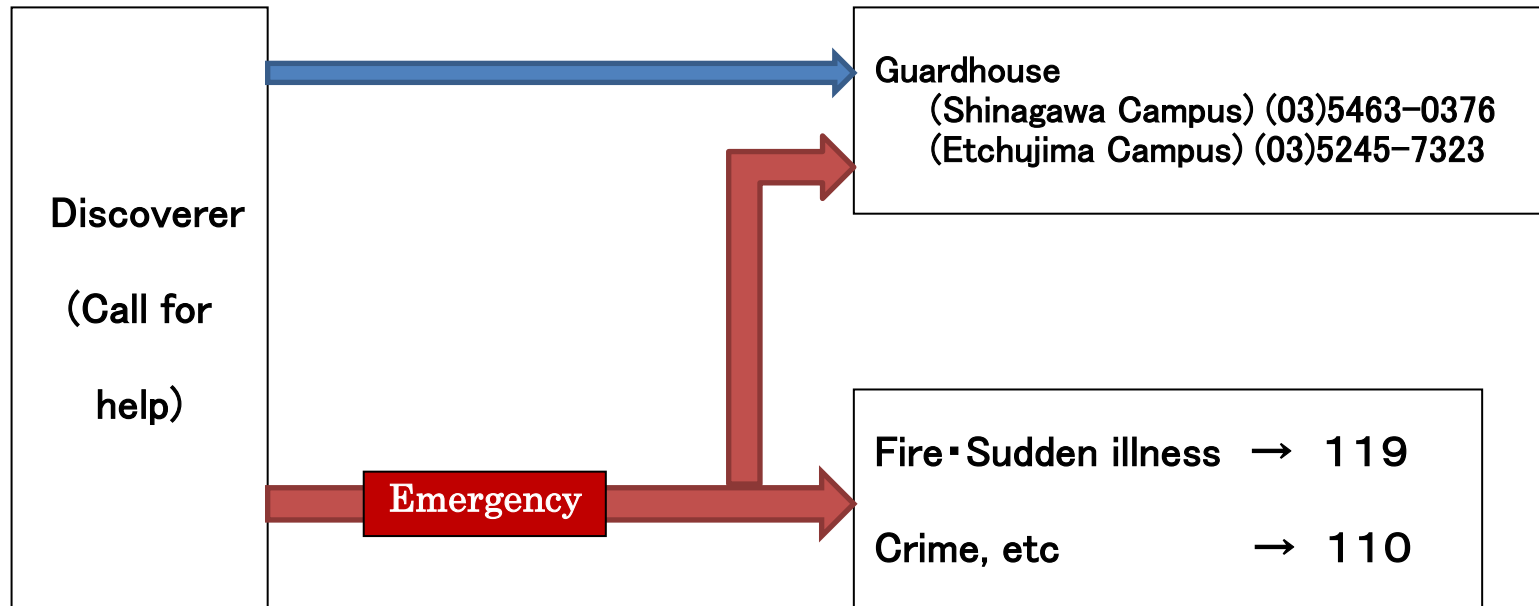 Discoverer
(Call for
help)
Guardhouse
(Shinagawa Campus) (03)5463-0376
(Etchujima Campus) (03)5245-7323
Emergency
Fire・Sudden illness → 119
Crime, etc → 110